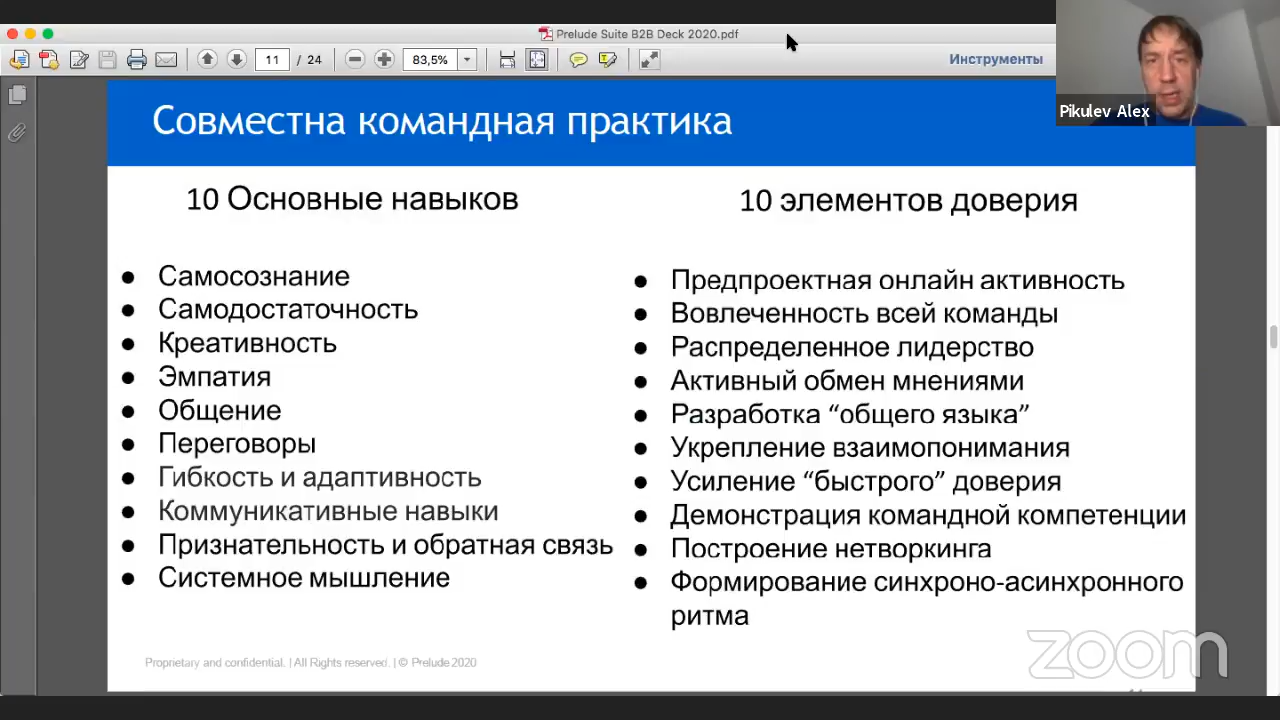 Prelude Suite B2B Deck 2020.pdf
11 / 24
83,5%
Инструменты
Pikulev Alex
Совместна командная практика
10 Основные навыков
Самосознание
Самодостаточность
Креативность
Эмпатия
Общение
Переговоры
Гибкость и адаптивность
Коммуникативные навыки
Признательность и обратная связь
Системное мышление
10 элементов доверия
Предпроектная онлайн активность
Вовлеченность всей команды
Распределенное лидерство
Активный обмен мнениями
Разработка “общего языка”
Укрепление взаимопонимания
Усиление “быстрого” доверия
Демонстрация командной компетенции
Построение нетворкинга
Формирование синхроно-асинхронного
ритма
Proprietary and confidential. | All Rights reserved. | © Prelude 2020
zoom